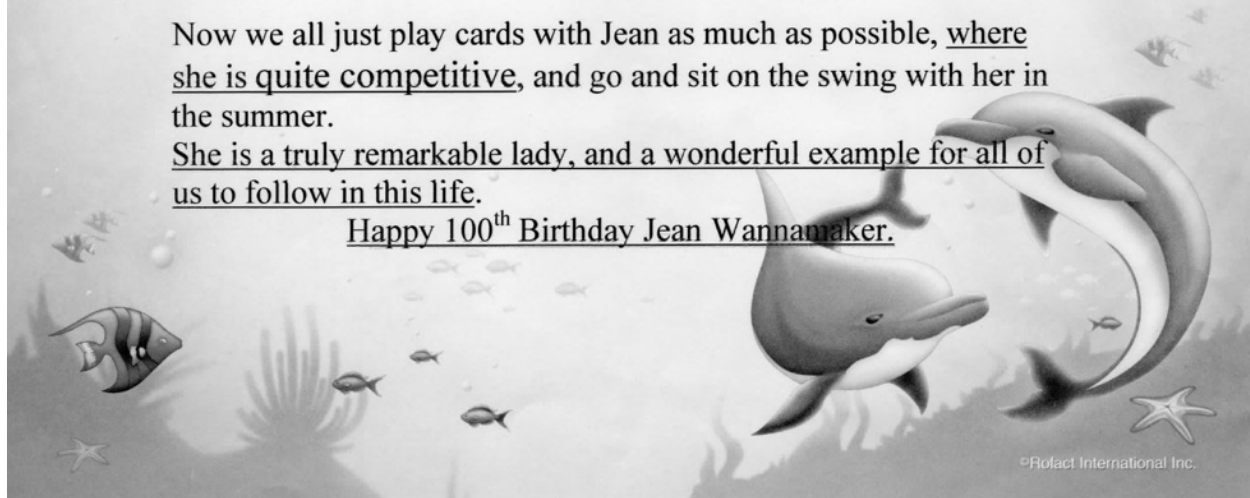 Now we all just play cards with Jean as much as possible, where
she is quite competitive, and go and sit on the swing with her in
the summer.
She is a truly remarkable lady, and a wonderful example for all of
us to follow in this life.
Happy 100th Birthday Jean Wannamaker.
©Rofact International Inc.